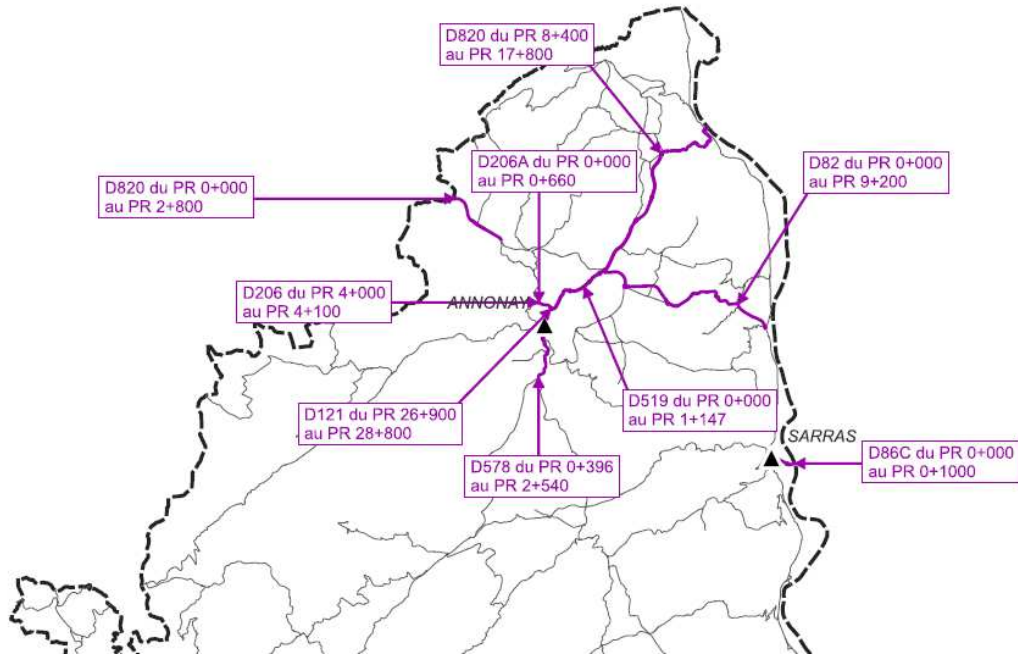 D820 du PR 8+400
au PR 17+800
D206A du PR 0+000
au PR 0+660
D82 du PR 0+000
au PR 9+200
D820 du PR 0+000
au PR 2+800
D206 du PR 4+000
au PR 4+100
ANNONAY
D121 du PR 26+900
au PR 28+800
D519 du PR 0+000
au PR 1+147
SARRAS
D578 du PR 0+396
au PR 2+540
D86C du PR 0+000
au PR 0+1000